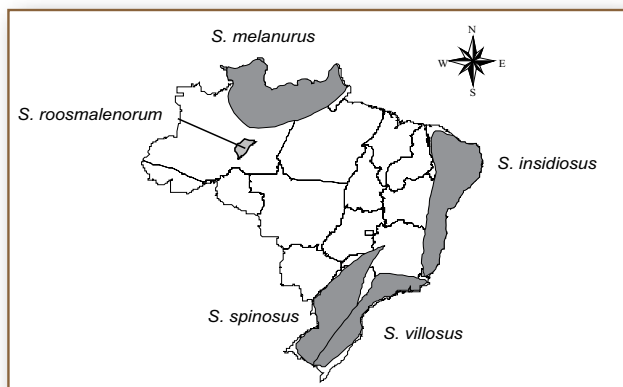 S. melanurus
N
W E
S
S. roosmalenorum
S. insidiosus
S. spinosus
S. villosus